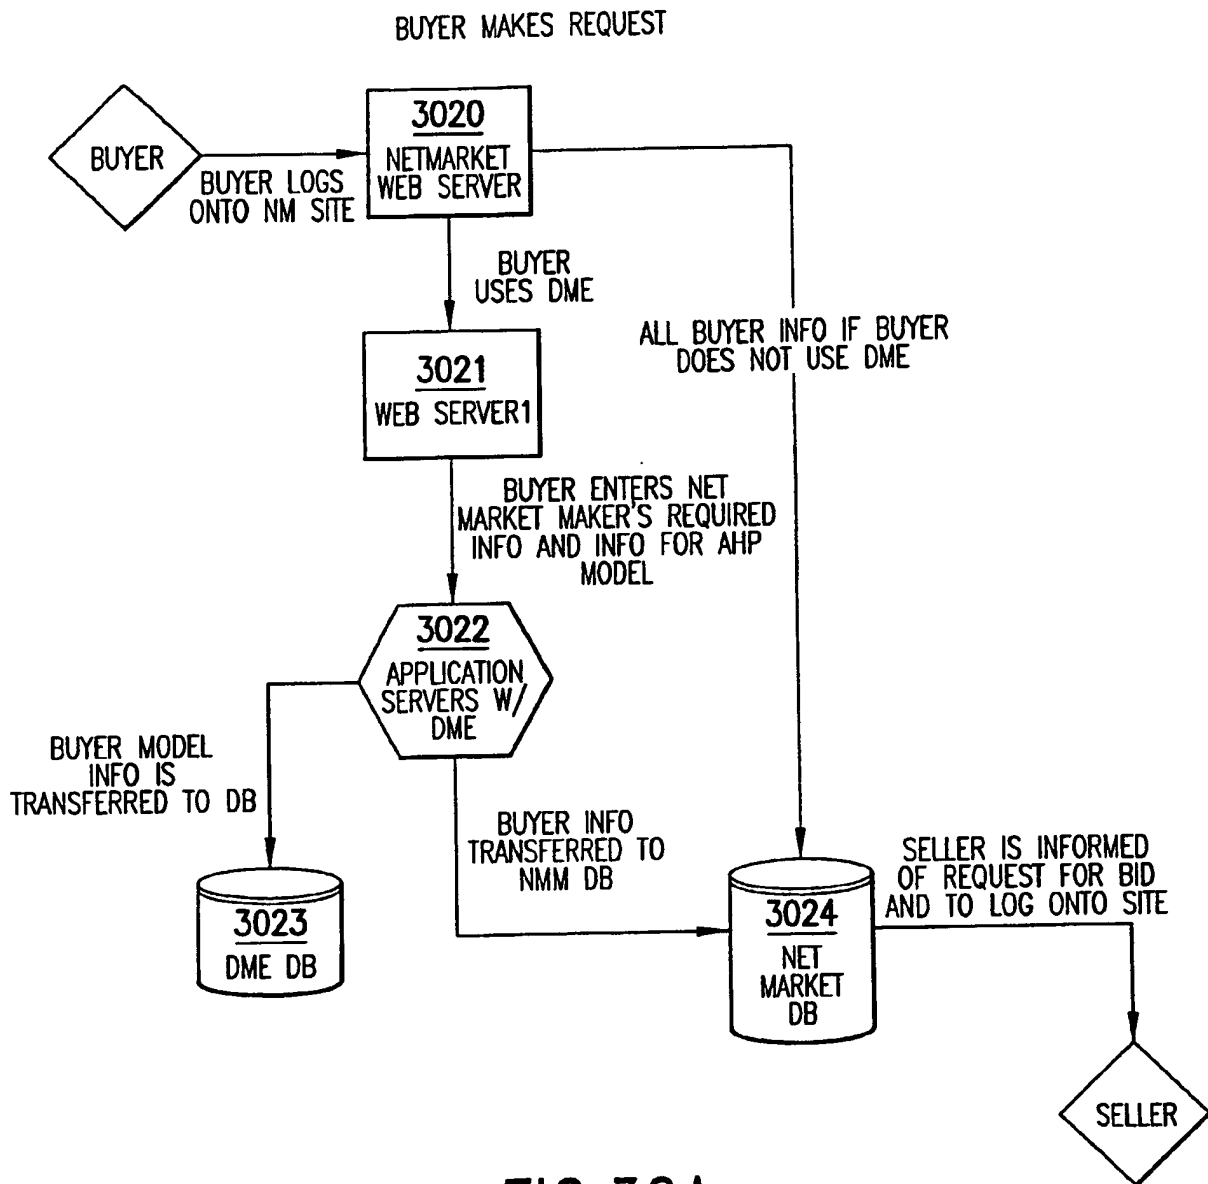 BUYER MAKES REQUEST
BUYER
BUYER LOGS
ONTO NM SITE
3020
NETMARKET
WEB SERVER
BUYER
USES DME
ALL BUYER INFO IF BUYER
DOES NOT USE DME
3021
WEB SERVER1
BUYER ENTERS NET
MARKET MAKER'S REQUIRED
INFO AND INFO FOR AHP
MODEL
3022
APPLICATION
SERVERS W/
DME
BUYER MODEL
INFO IS
TRANSFERRED TO DB
BUYER INFO
TRANSFERRED TO
NMM DB
3023
DME DB
3024
NET
MARKET
DB
SELLER IS INFORMED
OF REQUEST FOR BID
AND TO LOG ONTO SITE
SELLER